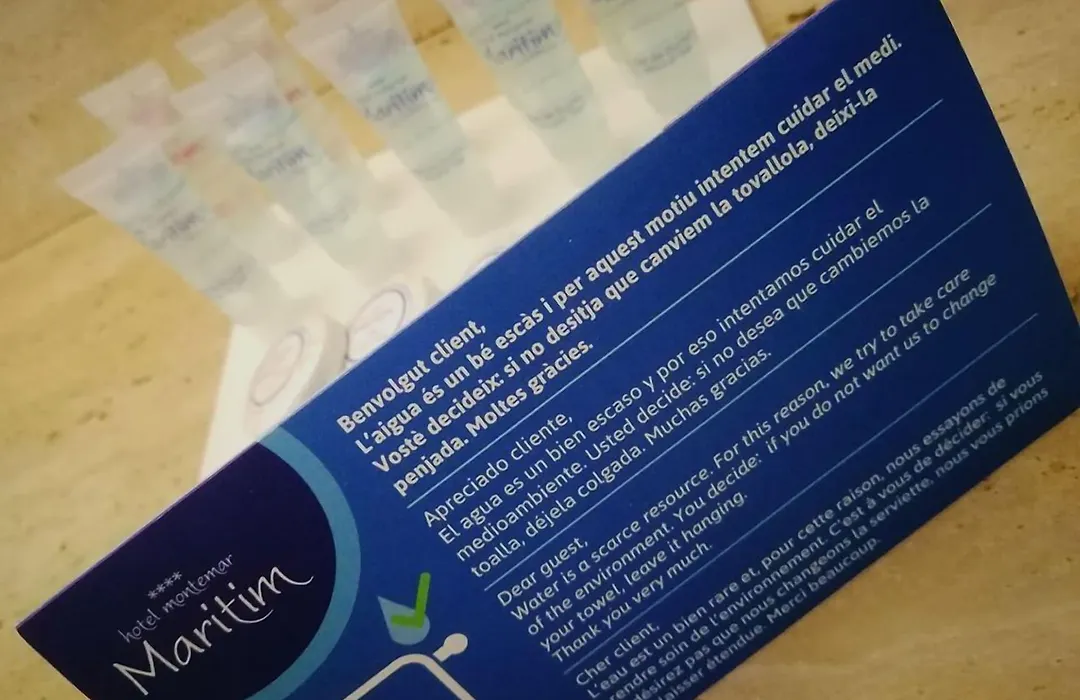 Benvolgut client,
L'aigua és un bé escàs i per aquest motiu intentem cuidar el medi.
Vostè decideix: si no desitja que canviem la tovallola, deixi-la
penjada. Moltes gràcies.
Apreciado cliente,
El agua es un bien escaso y por eso intentamos cuidar el
medioambiente. Usted decide: si no desea que cambiemos la
toalla, déjela colgada. Muchas gracias.
Dear guest,
Water is a scarce resource. For this reason, we try to take care
of the environment. You decide: if you do not want us to change
your towel, leave it hanging.
Thank you very much.
Cher client,
L'eau est un bien rare et, pour cette raison, nous essayons de
prendre soin de l'environnement. C'est à vous de décider: si vous
désirez pas que nous changeons la serviette, nous vous prions
laisser étendue. Merci beaucoup.
****
hotel montemar
Maritim